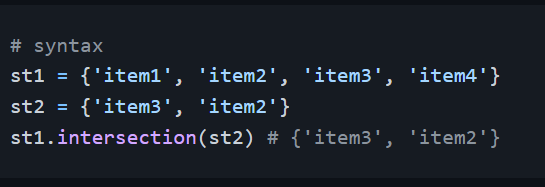 # syntax
st1 = {'item1', 'item2', 'item3', 'item4'}
st2 = {'item3', 'item2'}
st1.intersection(st2) # {'item3', 'item2'}